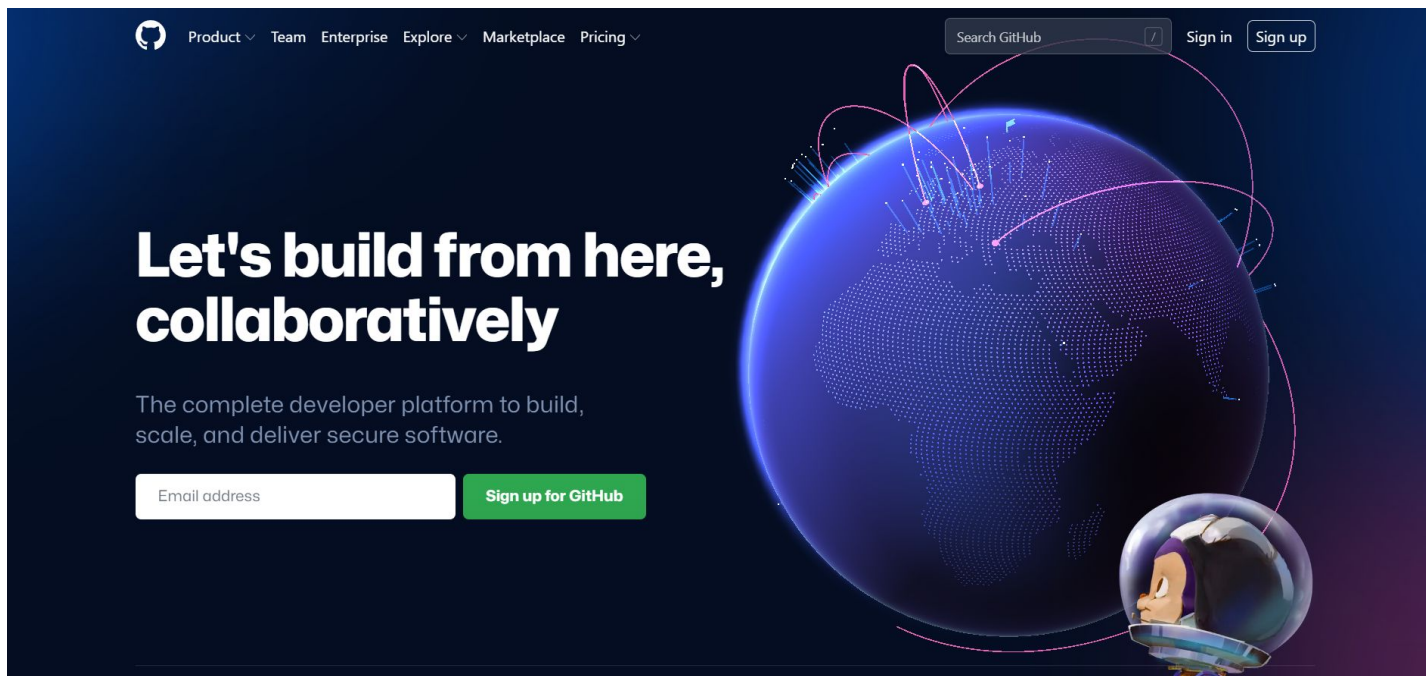 Product Team Enterprise Explore Marketplace Pricing Search GitHub / Sign in Sign up
Let's build from here,
collaboratively
The complete developer platform to build,
scale, and deliver secure software.
Email address Sign up for GitHub